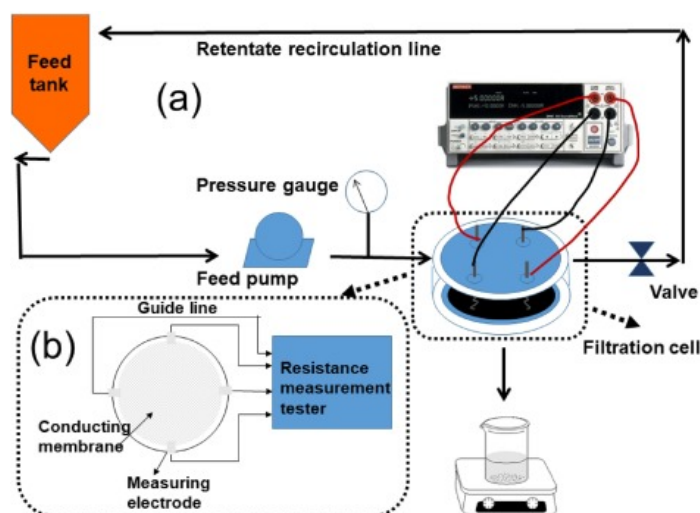 Retentate recirculation line
Feed
tank
(a)
Pressure gauge
Feed pump
Valve
Filtration cell
(b)
Guide line
Resistance
measurement
tester
Conducting
membrane
Measuring
electrode